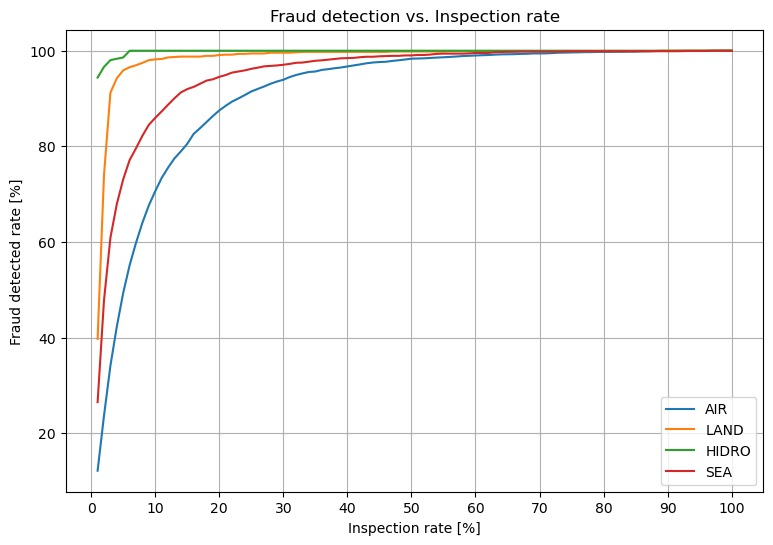 Fraud detection vs. Inspection rate
Fraud detected rate [%]
100
80
60
40
20
0 10 20 30 40 50 60 70 80 90 100
Inspection rate [%]
AIR
LAND
HIDRO
SEA